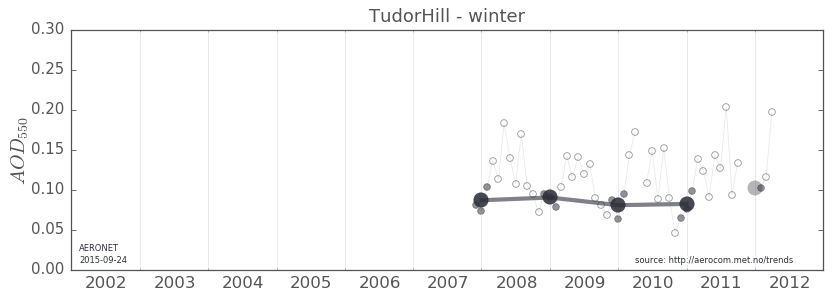 TudorHill - winter
0.30
0.25
0.20
0.15
0.10
0.05
0.00
AOD550
AERONET
2015-09-24
source: http://aerocom.met.no/trends
2002 2003 2004 2005 2006 2007 2008 2009 2010 2011 2012